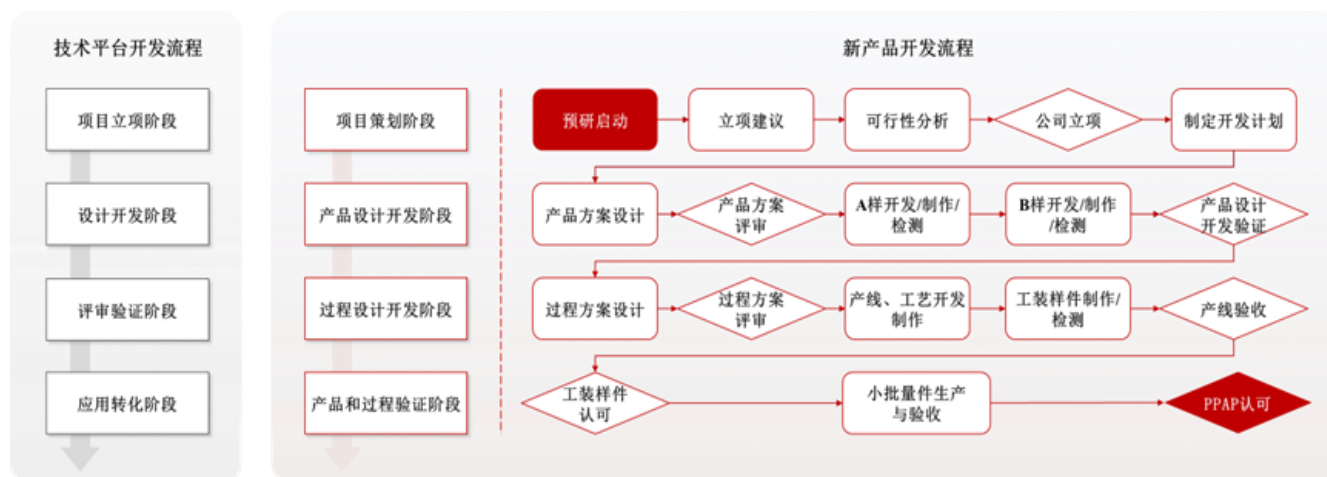 技术平台开发流程
新产品开发流程
项目立项阶段
设计开发阶段
评审验证阶段
应用转化阶段
项目策划阶段
预研启动
立项建议
可行性分析
公司立项
制定开发计划
产品设计开发阶段
产品方案设计
产品方案
评审
A样开发/制作/
检测
B样开发/制作
/检测
产品设计
开发验证
过程设计开发阶段
过程方案设计
过程方案
评审
产线、工艺开发
制作
工装样件制作/
检测
产线验收
产品和过程验证阶段
工装样件
认可
小批量件生产
与验收
PPAP认可